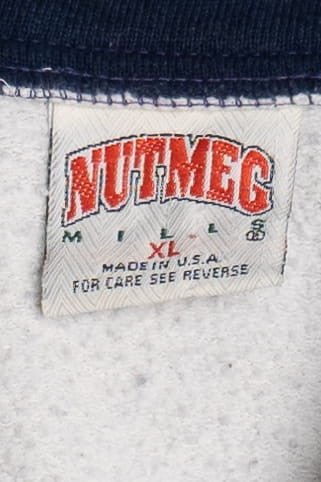 NUTMEG
MILLS
XL
MADE IN U.S.A.
FOR CARE SEE REVERSE